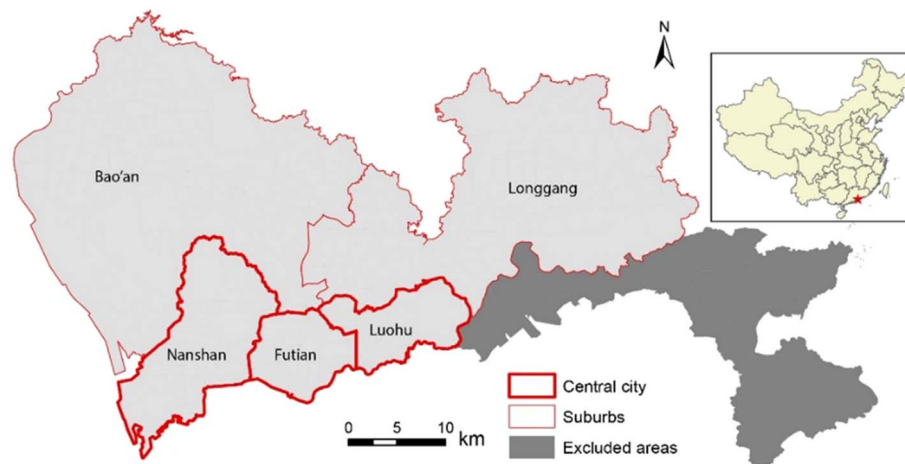 N
Bao'an
Longgang
Nanshan
Futian
Luohu
Central city
Suburbs
Excluded areas
0 5 10
km